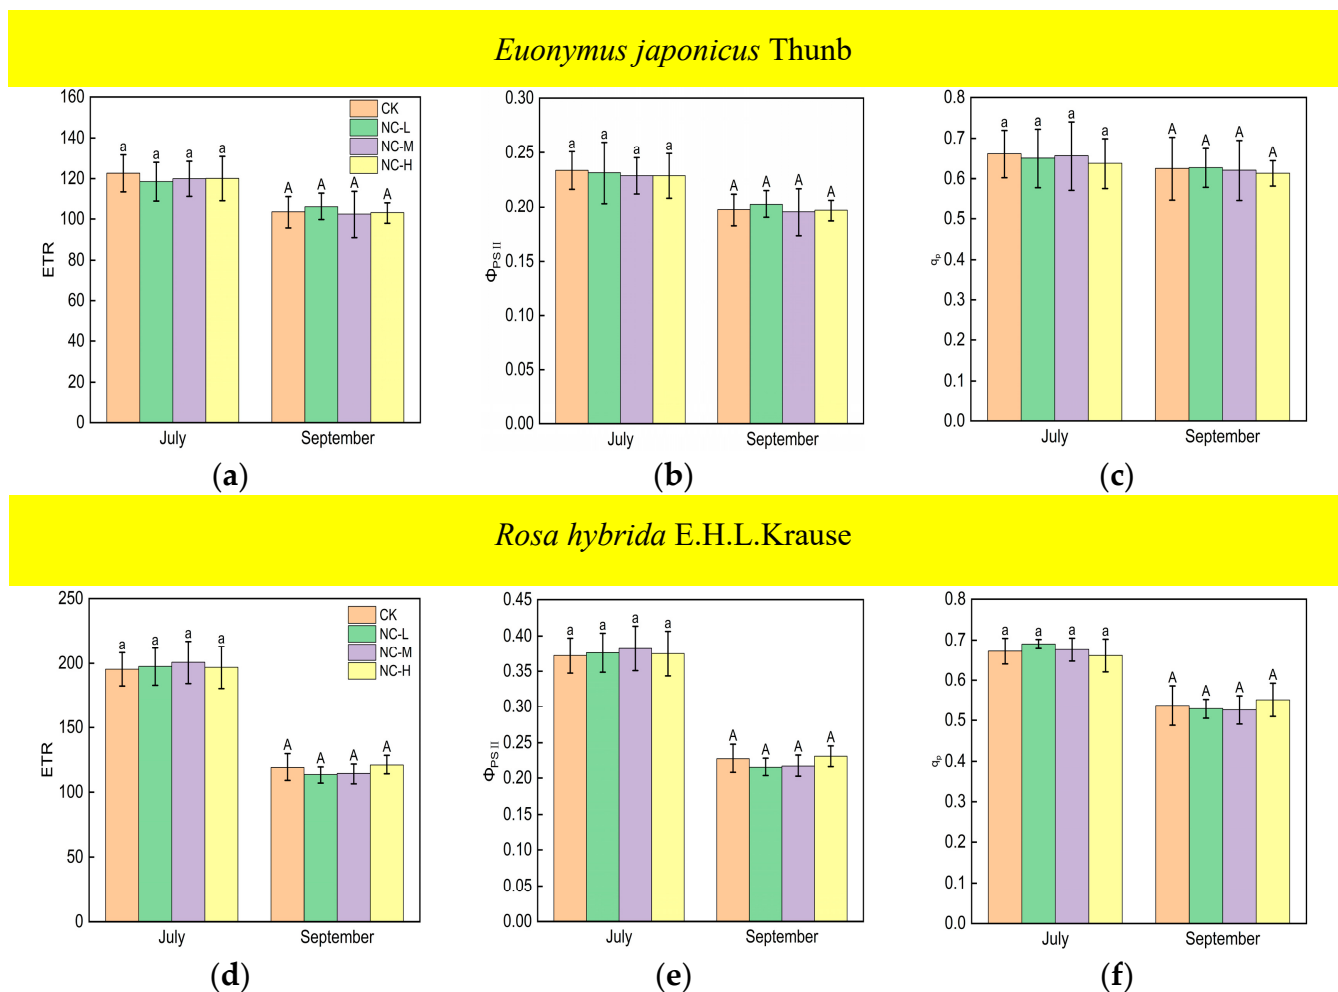 Euonymus japonicus Thunb
160
140
120
100
80
60
40
20
0
ETR
a a a a
A A A A
CK
NC-L
NC-M
NC-H
July September
(a)
0.30
0.25
0.20
0.15
0.10
0.05
0.00
ΦPSⅡ
a a a a
A A A A
July September
(b)
0.8
0.7
0.6
0.5
0.4
0.3
0.2
0.1
0.0
qp
a a a a
A A A A
July September
(c)
Rosa hybrida E.H.L.Krause
250
200
150
100
50
0
ETR
a a a a
A A A A
CK
NC-L
NC-M
NC-H
July September
(d)
0.45
0.40
0.35
0.30
0.25
0.20
0.15
0.10
0.05
0.00
ΦPSⅡ
a a a a
A A A A
July September
(e)
0.8
0.7
0.6
0.5
0.4
0.3
0.2
0.1
0.0
qp
a a a a
A A A A
July September
(f)